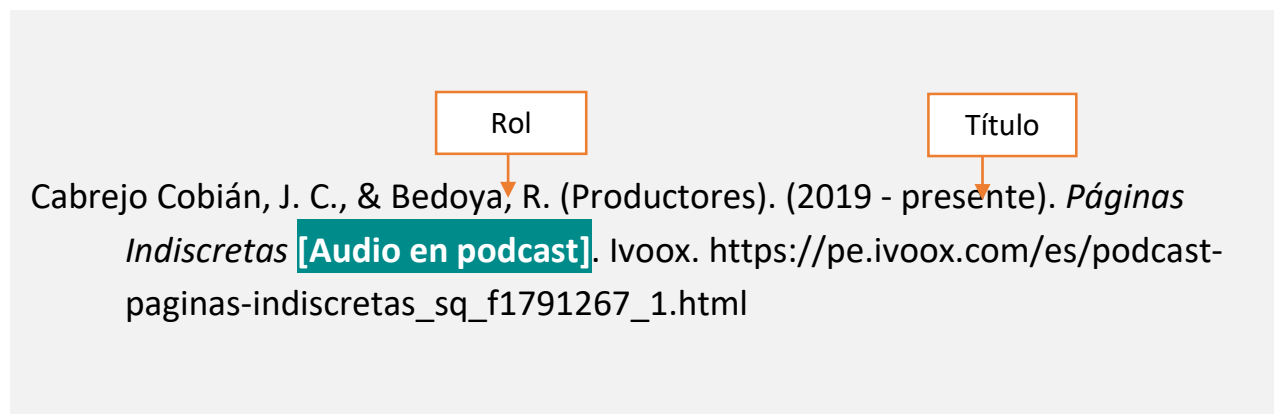 Rol
Título
Cabrejo Cobián, J. C., & Bedoya, R. (Productores). (2019 - presente). Páginas
Indiscretas [Audio en podcast]. Ivoox. https://pe.ivoox.com/es/podcast-
paginas-indiscretas_sq_f1791267_1.html